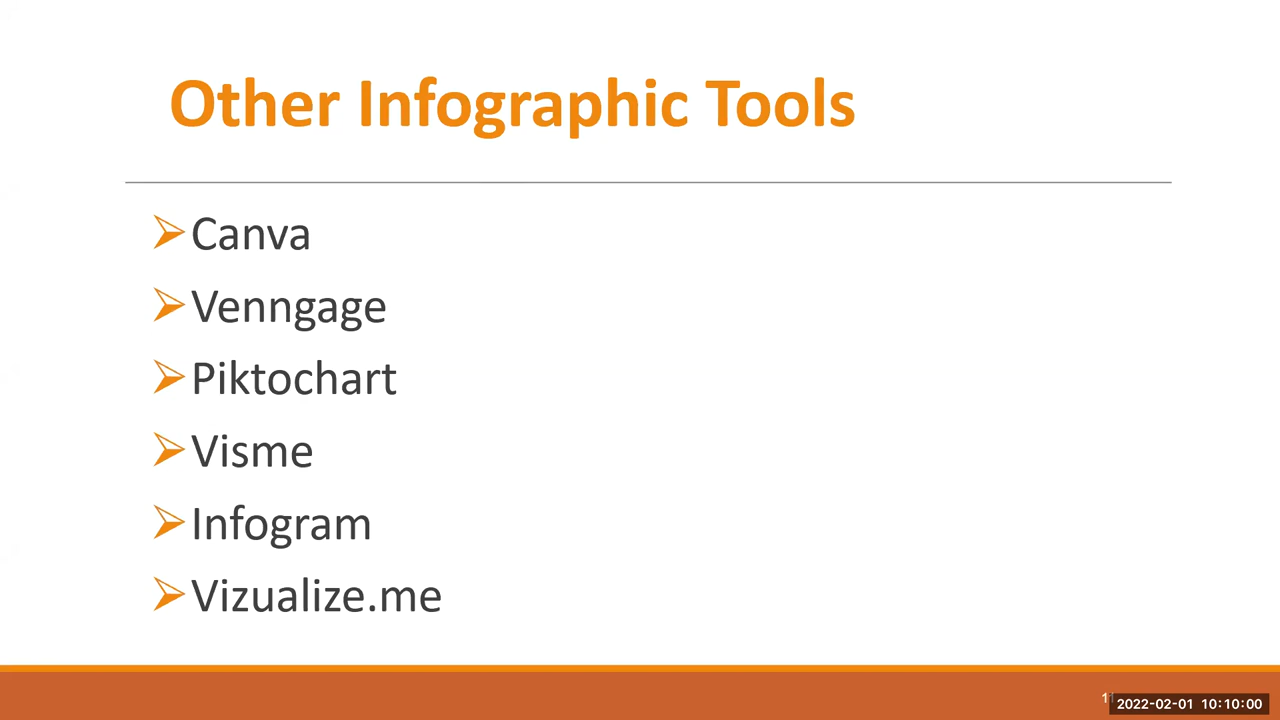 Other Infographic Tools
Canva
Venngage
Piktochart
Visme
Infogram
Vizualize.me
2022-02-01 10:10:00